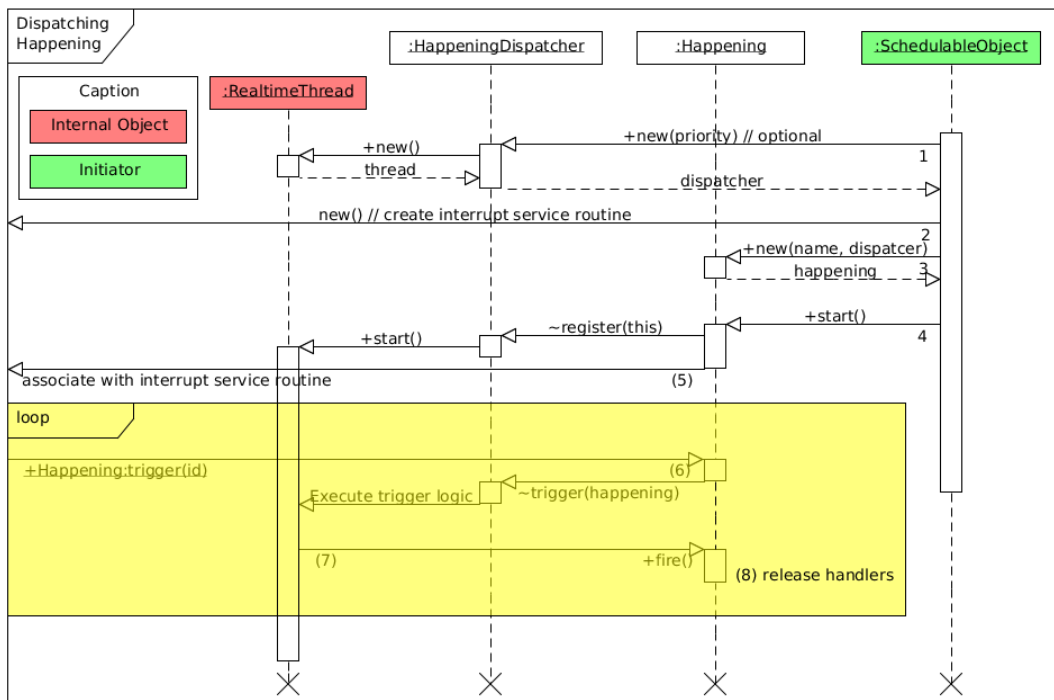 Dispatching
Happening
:HappeningDispatcher
:Happening
:SchedulableObject
Caption
:RealtimeThread
Internal Object
Initiator
+new(priority) // optional
1
+new()
thread
dispatcher
new() // create interrupt service routine
2
+new(name, dispatcer)
happening
3
+start()
~register(this)
+start()
4
associate with interrupt service routine
(5)
loop
+Happening:trigger(id)
(6)
~trigger(happening)
Execute trigger logic
(7)
+fire()
(8) release handlers